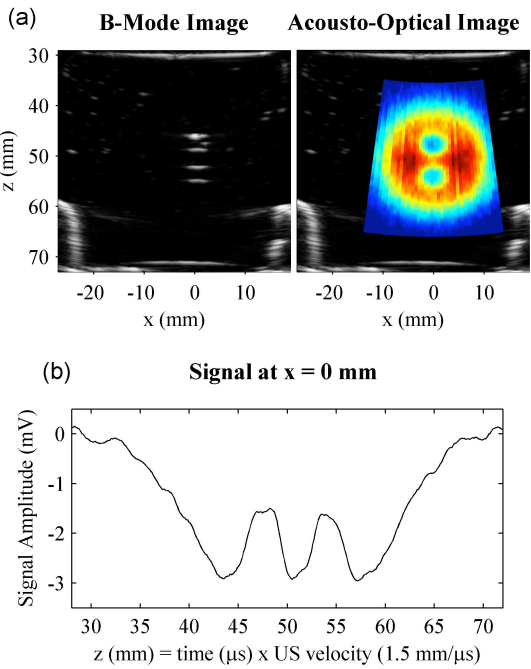 (a) B-Mode Image Acousto-Optical Image
30
40
50
60
70
z (mm)
-20 -10 0 10 -20 -10 0 10
x (mm) x (mm)
(b) Signal at x = 0 mm
0
-1
-2
-3
Signal Amplitude (mV)
30 35 40 45 50 55 60 65 70
z (mm) = time (μs) x US velocity (1.5 mm/μs)